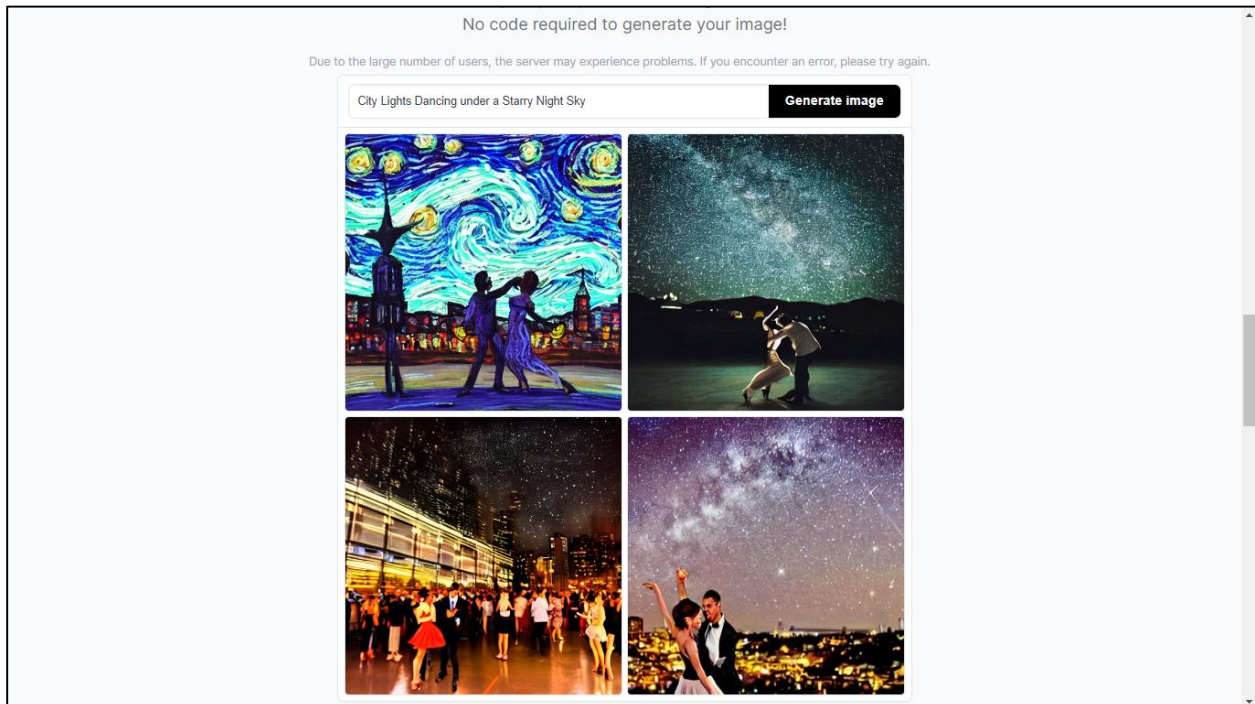 No code required to generate your image!
Due to the large number of users, the server may experience problems. If you encounter an error, please try again.
City Lights Dancing under a Starry Night Sky
Generate image